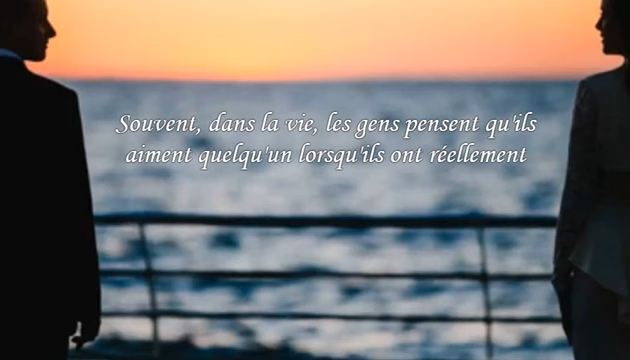 Souvent, dans la vie, les gens pensent qu'ils
aiment quelqu'un lorsqu'ils ont réellement